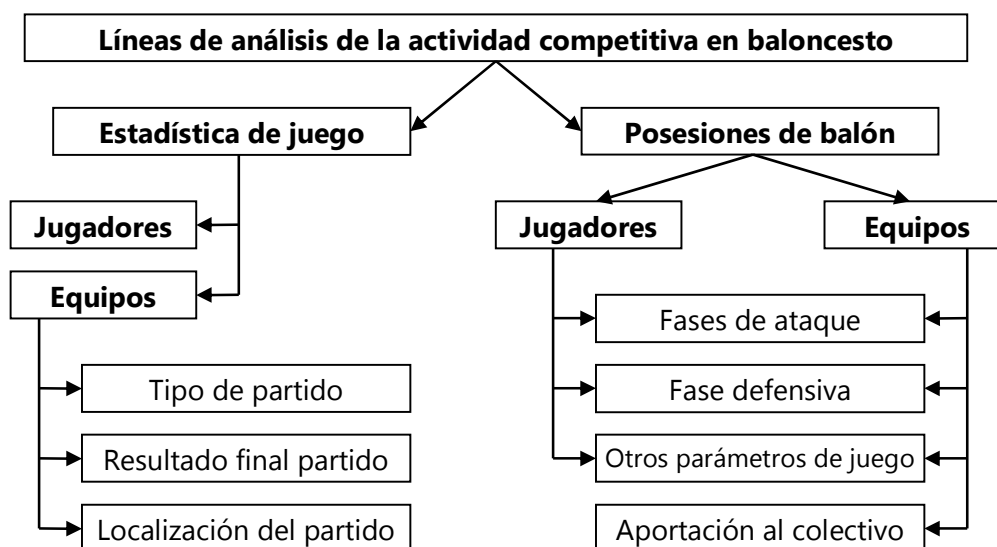 Líneas de análisis de la actividad competitiva en baloncesto
Estadística de juego
Posesiones de balón
Jugadores
Equipos
Tipo de partido
Resultado final partido
Localización del partido
Jugadores
Equipos
Fases de ataque
Fase defensiva
Otros parámetros de juego
Aportación al colectivo